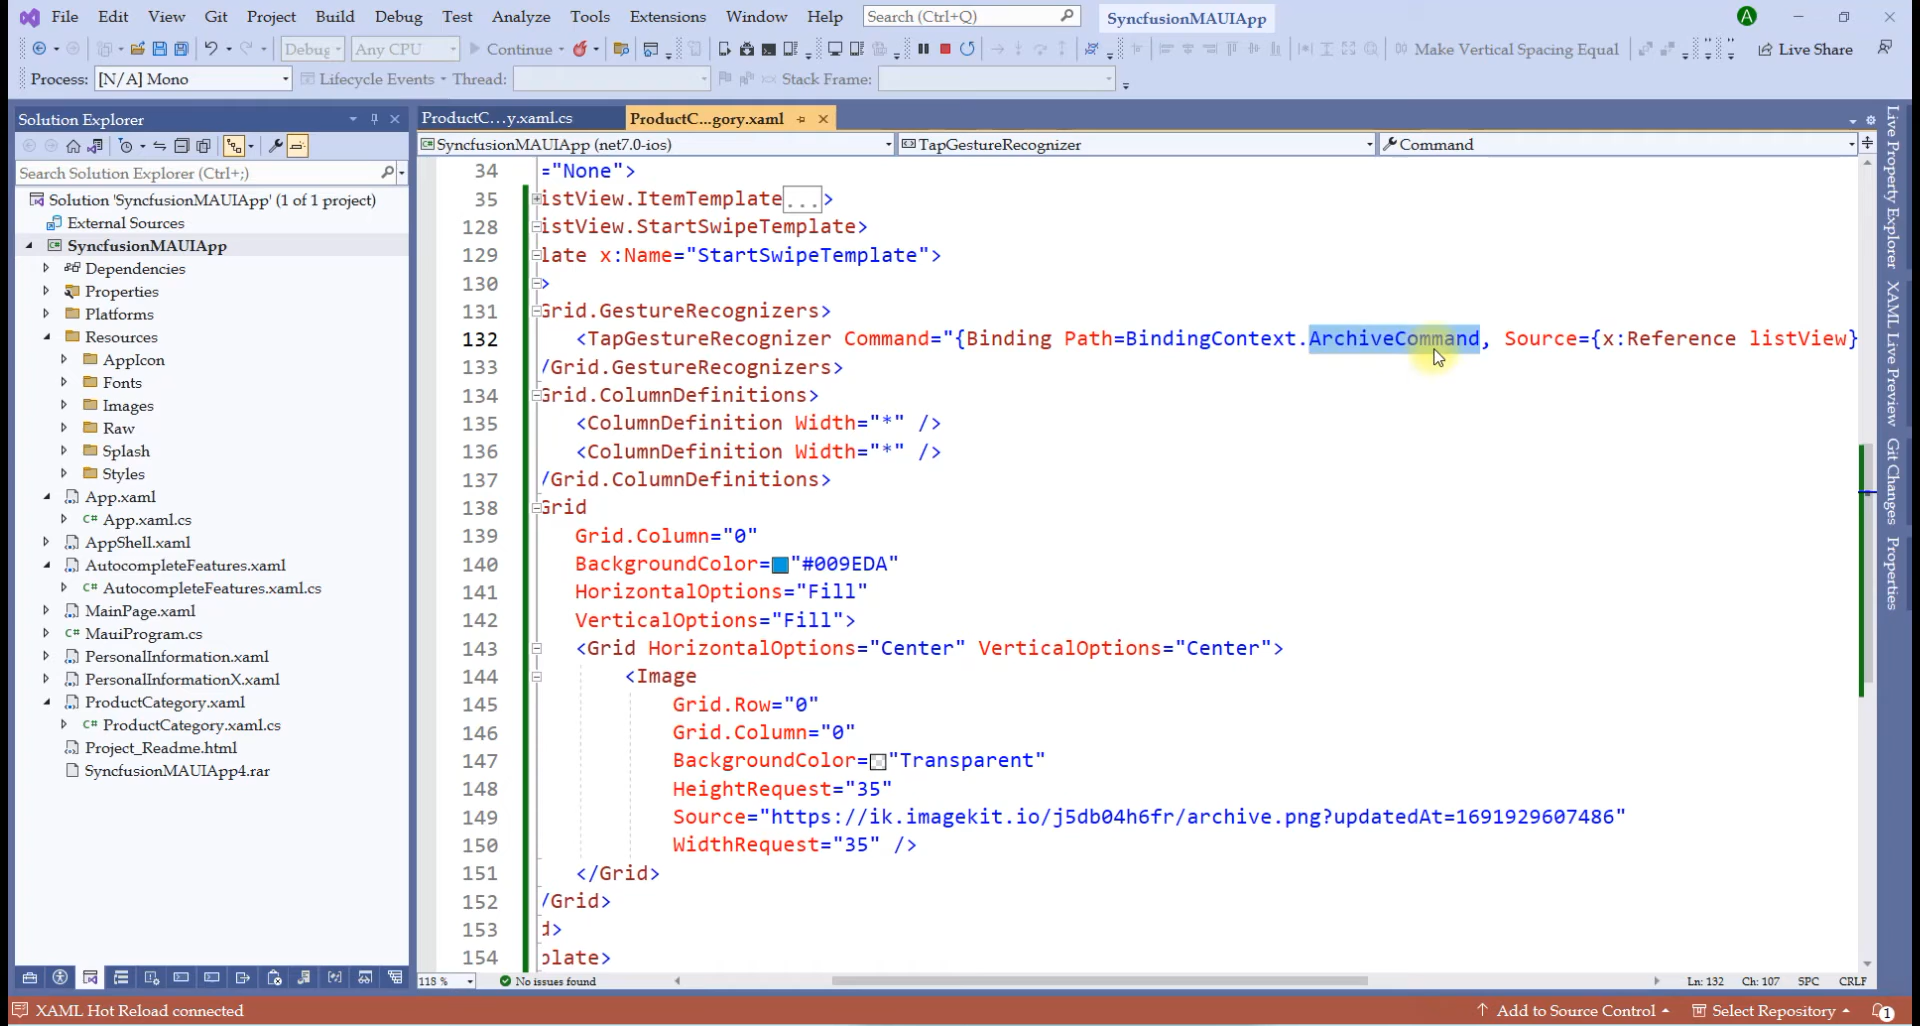 File Edit View Git Project Build Debug Test Analyze Tools Extensions Window Help Search (Ctrl+Q) SyncfusionMAUIApp A
Debug Any CPU Continue Make Vertical Spacing Equal Live Share
Process: [N/A] Mono Lifecycle Events Thread: Stack Frame:
Solution Explorer
Search Solution Explorer (Ctrl+;)
Solution 'SyncfusionMAUIApp' (1 of 1 project)
External Sources
SyncfusionMAUIApp
Dependencies
Properties
Platforms
Resources
AppIcon
Fonts
Images
Raw
Splash
Styles
App.xaml
C# App.xaml.cs
AppShell.xaml
AutocompleteFeatures.xaml
C# AutocompleteFeatures.xaml.cs
MainPage.xaml
C# MauiProgram.cs
PersonalInformation.xaml
PersonalInformationX.xaml
ProductCategory.xaml
C# ProductCategory.xaml.cs
Project_Readme.html
SyncfusionMAUIApp4.rar
ProductC...y.xaml.cs ProductC...gory.xaml
SyncfusionMAUIApp (net7.0-ios) TapGestureRecognizer Command
34 ="None">
35 istView.ItemTemplate...>
128 istView.StartSwipeTemplate>
129 late x:Name="StartSwipeTemplate">
130 >
131 Grid.GestureRecognizers>
132 <TapGestureRecognizer Command="{Binding Path=BindingContext.ArchiveCommand, Source={x:Reference listView}
133 /Grid.GestureRecognizers>
134 Grid.ColumnDefinitions>
135 <ColumnDefinition Width="*" />
136 <ColumnDefinition Width="*" />
137 /Grid.ColumnDefinitions>
138 Grid
139 Grid.Column="0"
140 BackgroundColor="#009EDA"
141 HorizontalOptions="Fill"
142 VerticalOptions="Fill">
143 <Grid HorizontalOptions="Center" VerticalOptions="Center">
144 <Image
145 Grid.Row="0"
146 Grid.Column="0"
147 BackgroundColor="Transparent"
148 HeightRequest="35"
149 Source="https://ik.imagekit.io/j5db04h6fr/archive.png?updatedAt=1691929607486"
150 WidthRequest="35" />
151 </Grid>
152 /Grid>
153 d>
154 plate>
118 % No issues found Ln: 132 Ch: 107 SPC CRLF
Live Property Explorer
XAML Live Preview
Git Changes
Properties
XAML Hot Reload connected Add to Source Control Select Repository 1